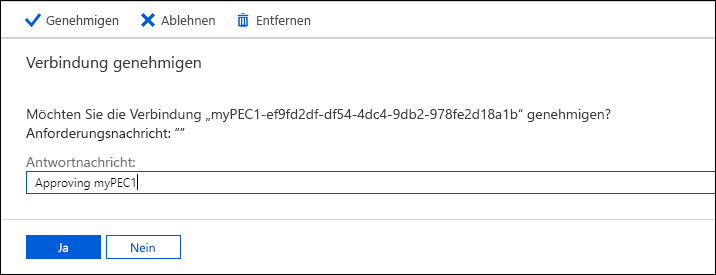 Genehmigen Ablehnen Entfernen
Verbindung genehmigen
Möchten Sie die Verbindung „myPEC1-ef9fd2df-df54-4dc4-9db2-978fe2d18a1b“ genehmigen?
Anforderungsnachricht: “”
Antwortnachricht:
Approving myPEC1
Ja Nein